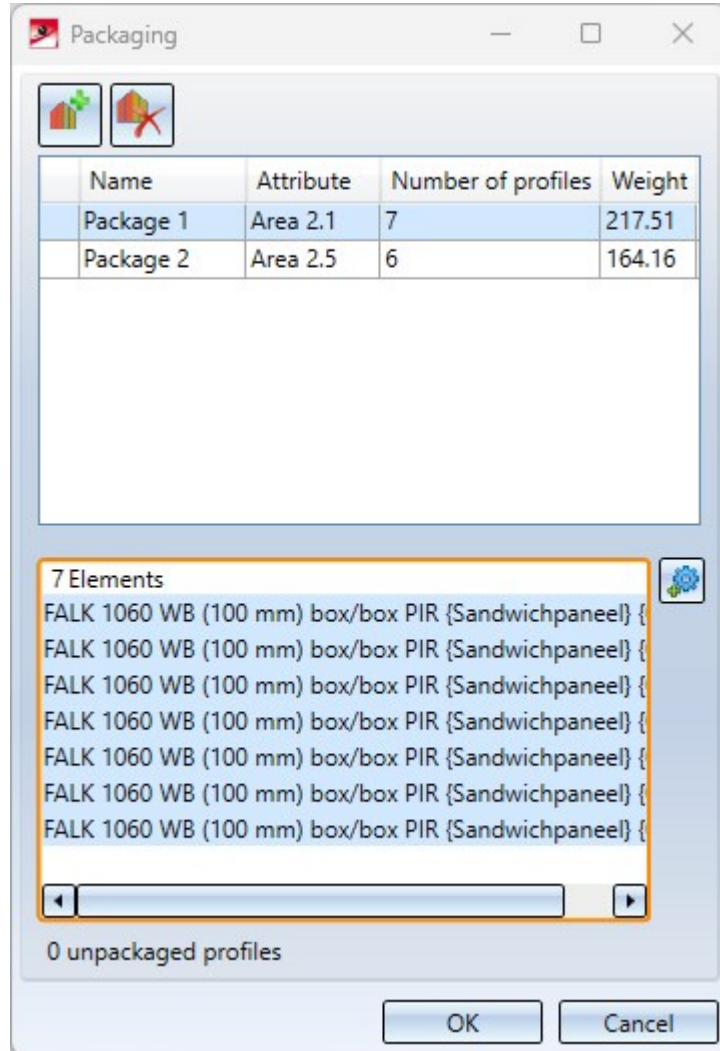 Packaging
Name Attribute Number of profiles Weight
Package 1 Area 2.1 7 217.51
Package 2 Area 2.5 6 164.16
7 Elements
FALK 1060 WB (100 mm) box/box PIR {Sandwichpaneel} {
FALK 1060 WB (100 mm) box/box PIR {Sandwichpaneel} {
FALK 1060 WB (100 mm) box/box PIR {Sandwichpaneel} {
FALK 1060 WB (100 mm) box/box PIR {Sandwichpaneel} {
FALK 1060 WB (100 mm) box/box PIR {Sandwichpaneel} {
FALK 1060 WB (100 mm) box/box PIR {Sandwichpaneel} {
FALK 1060 WB (100 mm) box/box PIR {Sandwichpaneel} {
0 unpackaged profiles
OK Cancel